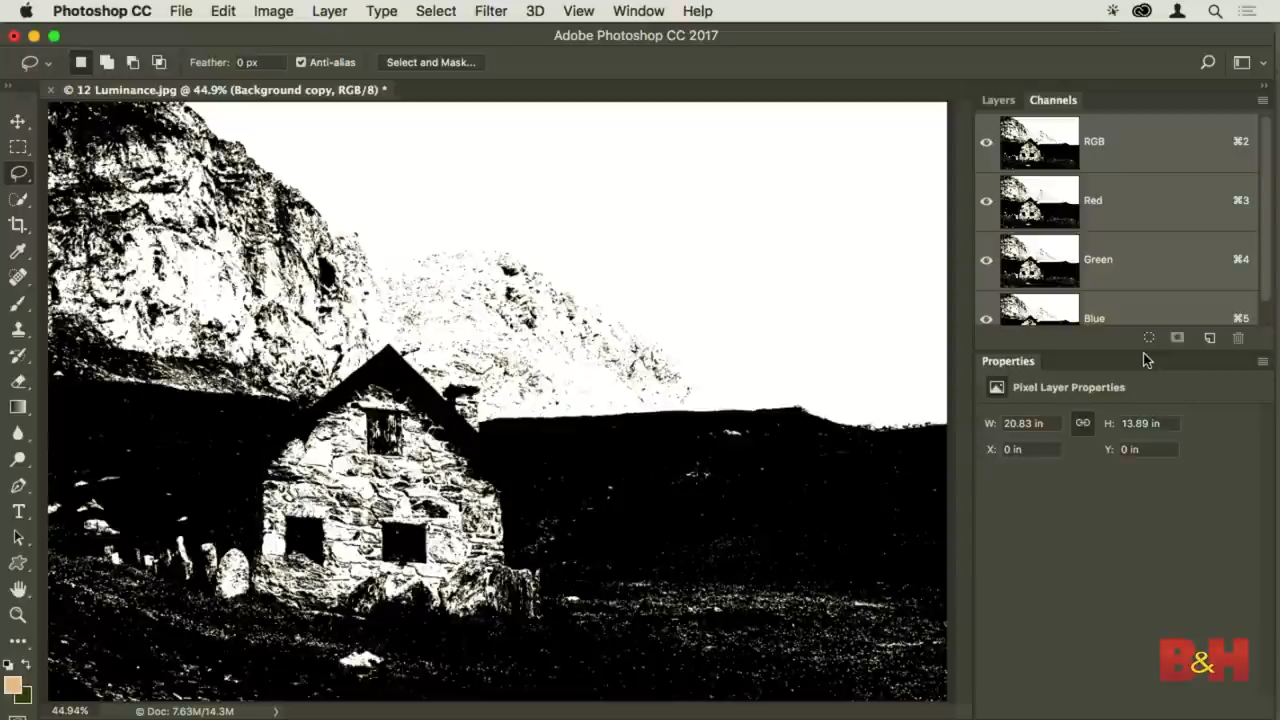 Photoshop CC File Edit Image Layer Type Select Filter 3D View Window Help
Adobe Photoshop CC 2017
Feather: 0 px Anti-alias Select and Mask...
× © 12 Luminance.jpg @ 44.9% (Background copy, RGB/8) *
Layers Channels
RGB ⌘2
Red ⌘3
Green ⌘4
Blue ⌘5
Properties
Pixel Layer Properties
W: 20.83 in H: 13.89 in
X: 0 in Y: 0 in
B&H
44.94% © Doc: 7.63M/14.3M